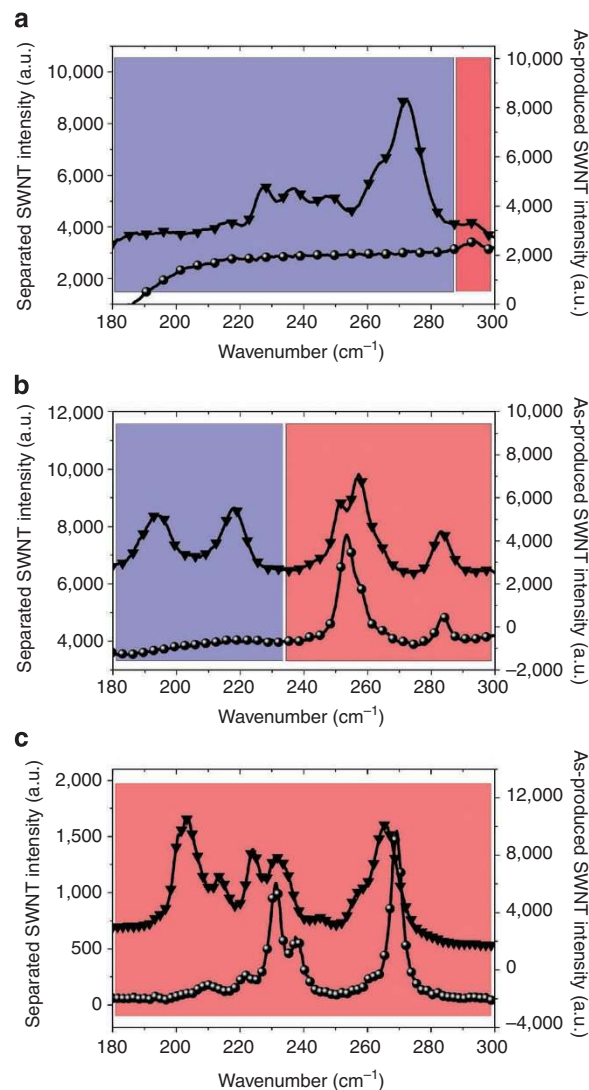 a
Separated SWNT intensity (a.u.)
10,000
8,000
6,000
4,000
2,000
10,000
8,000
6,000
4,000
2,000
0
As-produced SWNT intensity (a.u.)
180 200 220 240 260 280 300
Wavenumber (cm⁻¹)
b
Separated SWNT intensity (a.u.)
12,000
10,000
8,000
6,000
4,000
10,000
8,000
6,000
4,000
2,000
0
−2,000
As-produced SWNT intensity (a.u.)
180 200 220 240 260 280 300
Wavenumber (cm⁻¹)
c
Separated SWNT intensity (a.u.)
2,000
1,500
1,000
500
0
12,000
8,000
4,000
0
−4,000
As-produced SWNT intensity (a.u.)
180 200 220 240 260 280 300
Wavenumber (cm⁻¹)